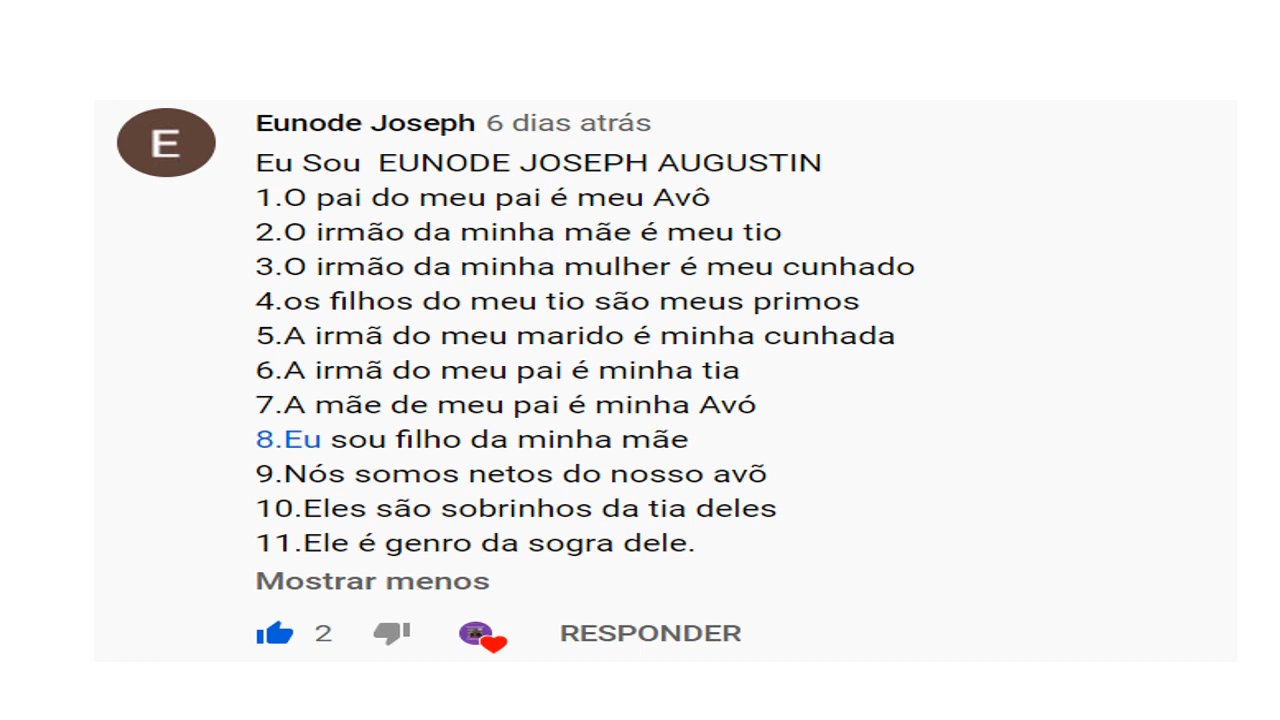 E
Eunode Joseph 6 dias atrás
Eu Sou  EUNODE JOSEPH AUGUSTIN
1.O pai do meu pai é meu Avô
2.O irmão da minha mãe é meu tio
3.O irmão da minha mulher é meu cunhado
4.os filhos do meu tio são meus primos
5.A irmã do meu marido é minha cunhada
6.A irmã do meu pai é minha tia
7.A mãe de meu pai é minha Avó
8.Eu sou filho da minha mãe
9.Nós somos netos do nosso avõ
10.Eles são sobrinhos da tia deles
11.Ele é genro da sogra dele.
Mostrar menos
2 RESPONDER